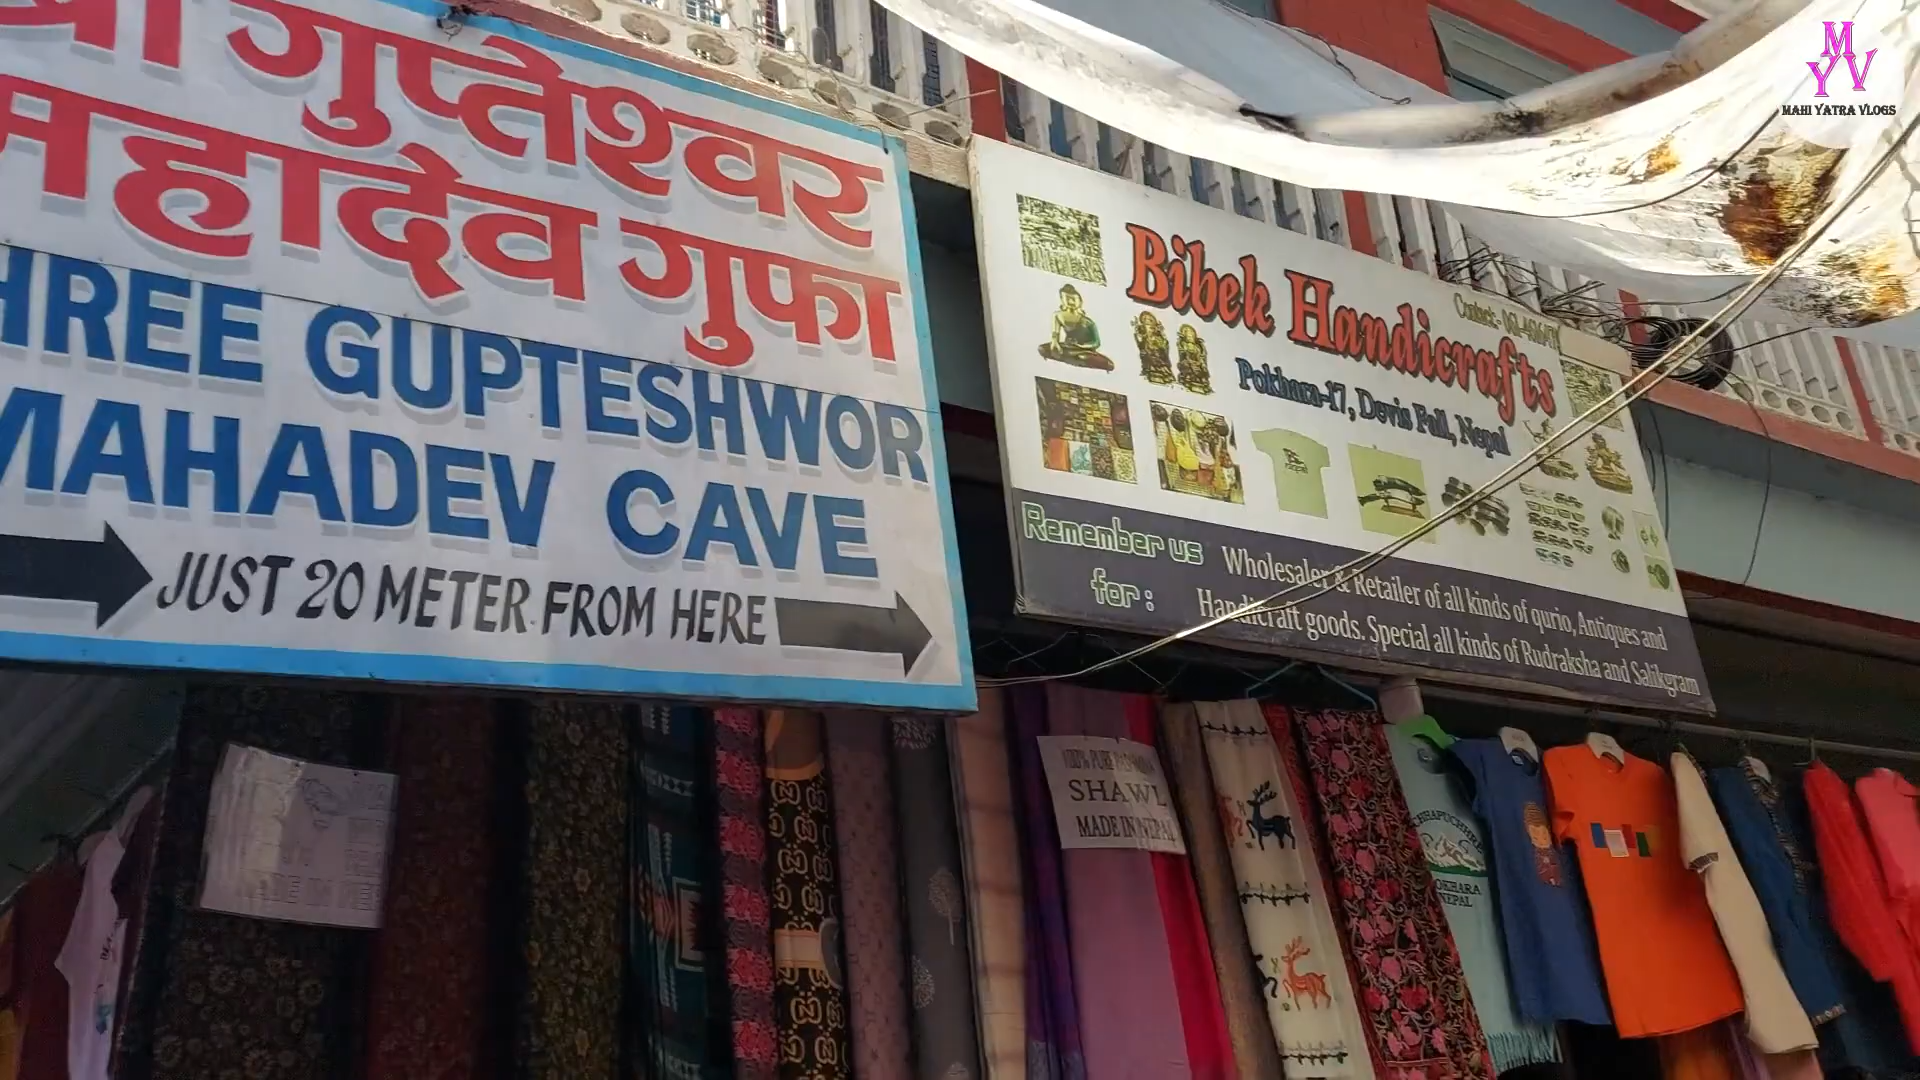 श्री गुप्तेश्वर
महादेव गुफा
HREE GUPTESHWOR
MAHADEV CAVE
JUST 20 METER FROM HERE
Bibek Handicrafts
Pokhara-17, Devis Fall, Nepal
Remember us
for :
Wholesaler & Retailer of all kinds of qurio, Antiques and
Handicraft goods. Special all kinds of Rudraksha and Salikgram
SHAWL
MADE IN NEPAL
POKHARA
NEPAL
MYV
MAHI YATRA VLOGS